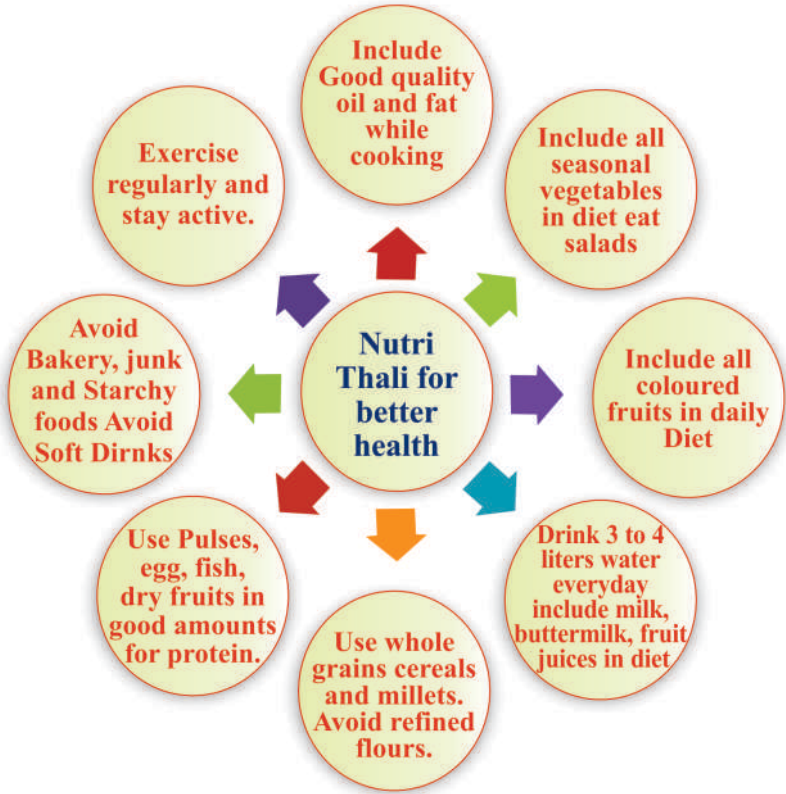 Include
Good quality
oil and fat
while
cooking
Include all
seasonal
vegetables
in diet eat
salads
Include all
coloured
fruits in daily
Diet
Drink 3 to 4
liters water
everyday
include milk,
buttermilk, fruit
juices in diet
Use whole
grains cereals
and millets.
Avoid refined
flours.
Use Pulses,
egg, fish,
dry fruits in
good amounts
for protein.
Avoid
Bakery, junk
and Starchy
foods Avoid
Soft Dirnks
Exercise
regularly and
stay active.
Nutri
Thali for
better
health